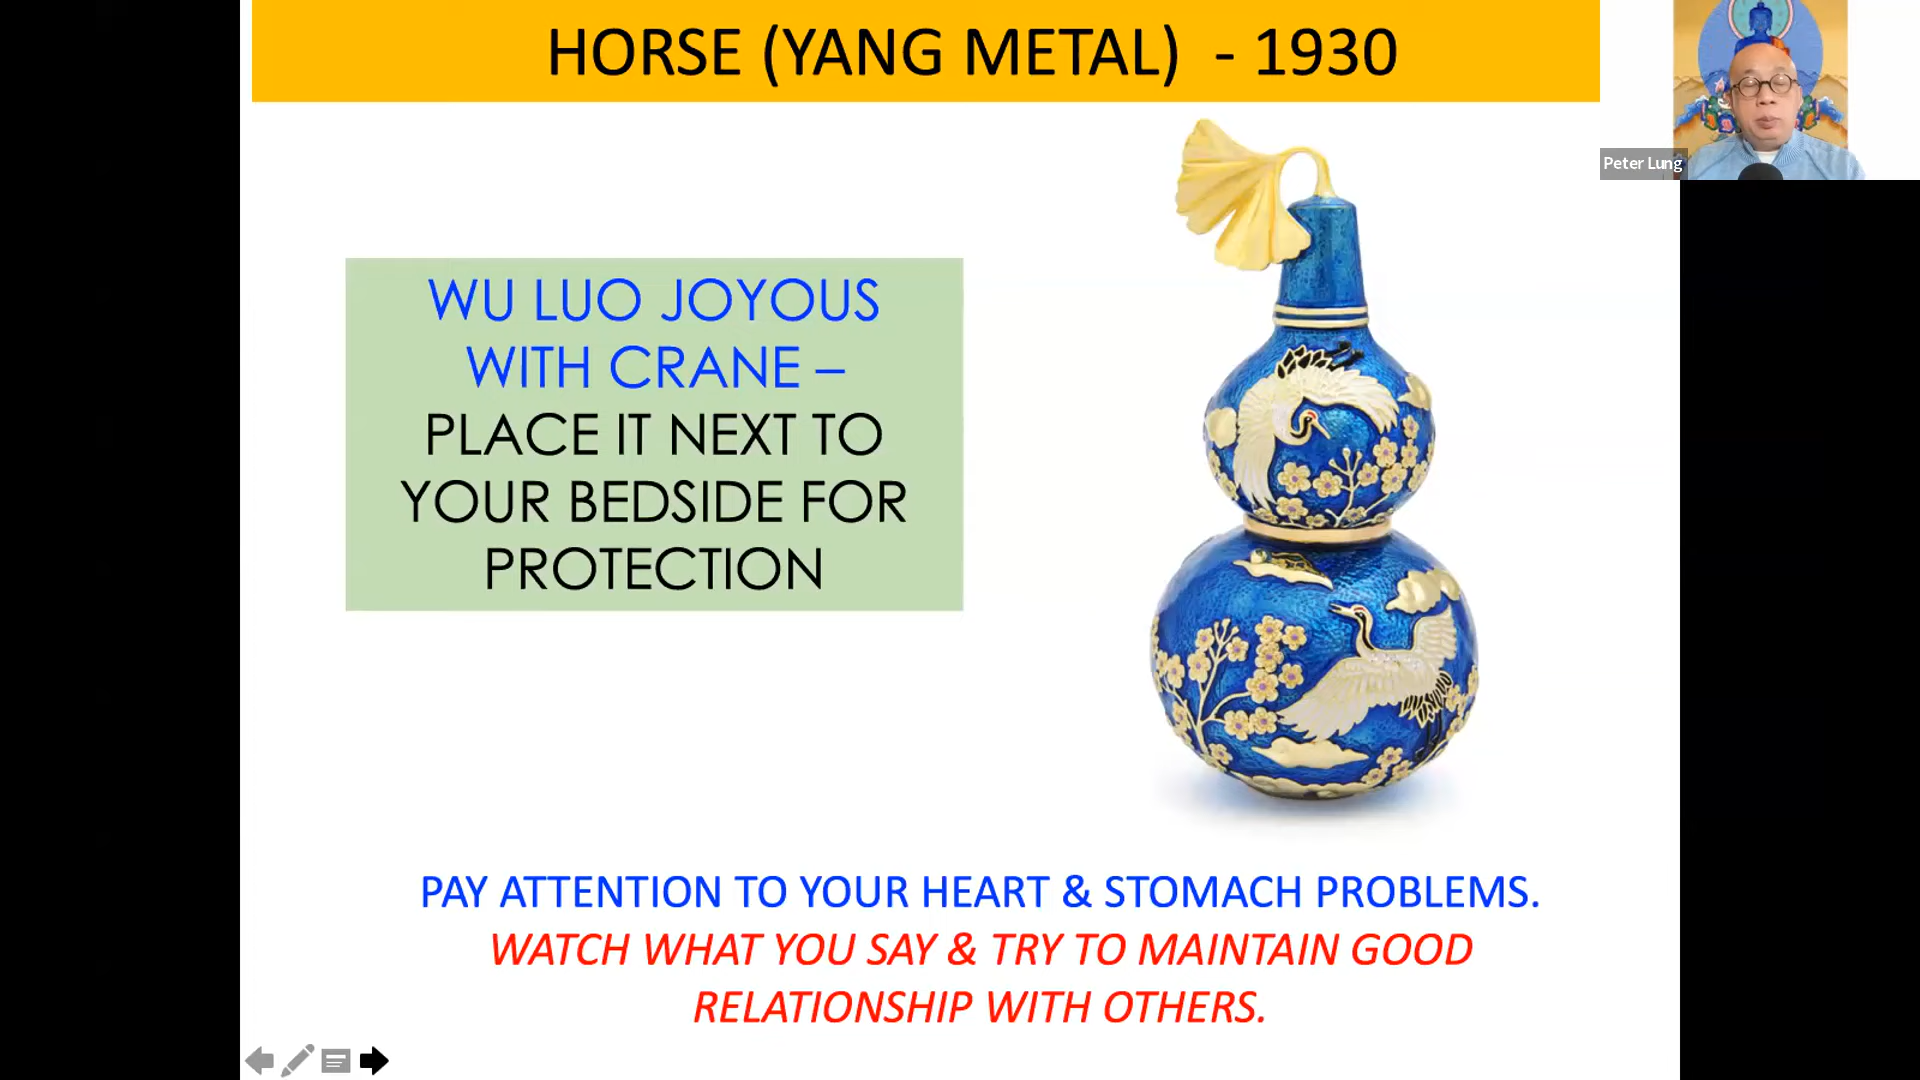 HORSE (YANG METAL) - 1930
Peter Lung
WU LUO JOYOUS
WITH CRANE –
PLACE IT NEXT TO
YOUR BEDSIDE FOR
PROTECTION
PAY ATTENTION TO YOUR HEART & STOMACH PROBLEMS.
WATCH WHAT YOU SAY & TRY TO MAINTAIN GOOD
RELATIONSHIP WITH OTHERS.